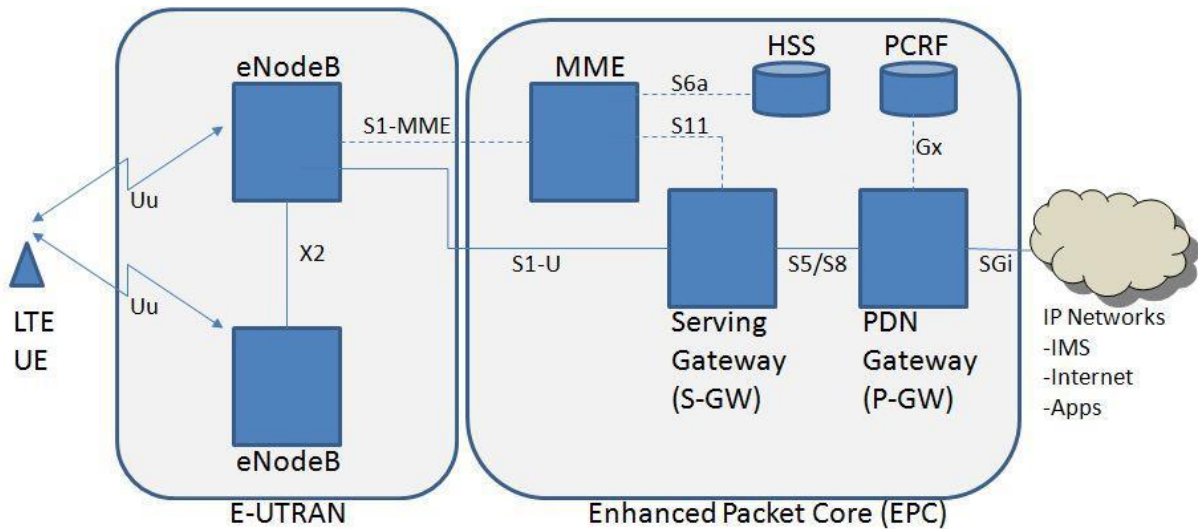 eNodeB
MME
HSS
PCRF
S6a
S1-MME
S11
Gx
Uu
X2
S1-U
S5/S8
SGi
Uu
LTE
UE
Serving
Gateway
(S-GW)
PDN
Gateway
(P-GW)
IP Networks
-IMS
-Internet
-Apps
eNodeB
E-UTRAN
Enhanced Packet Core (EPC)